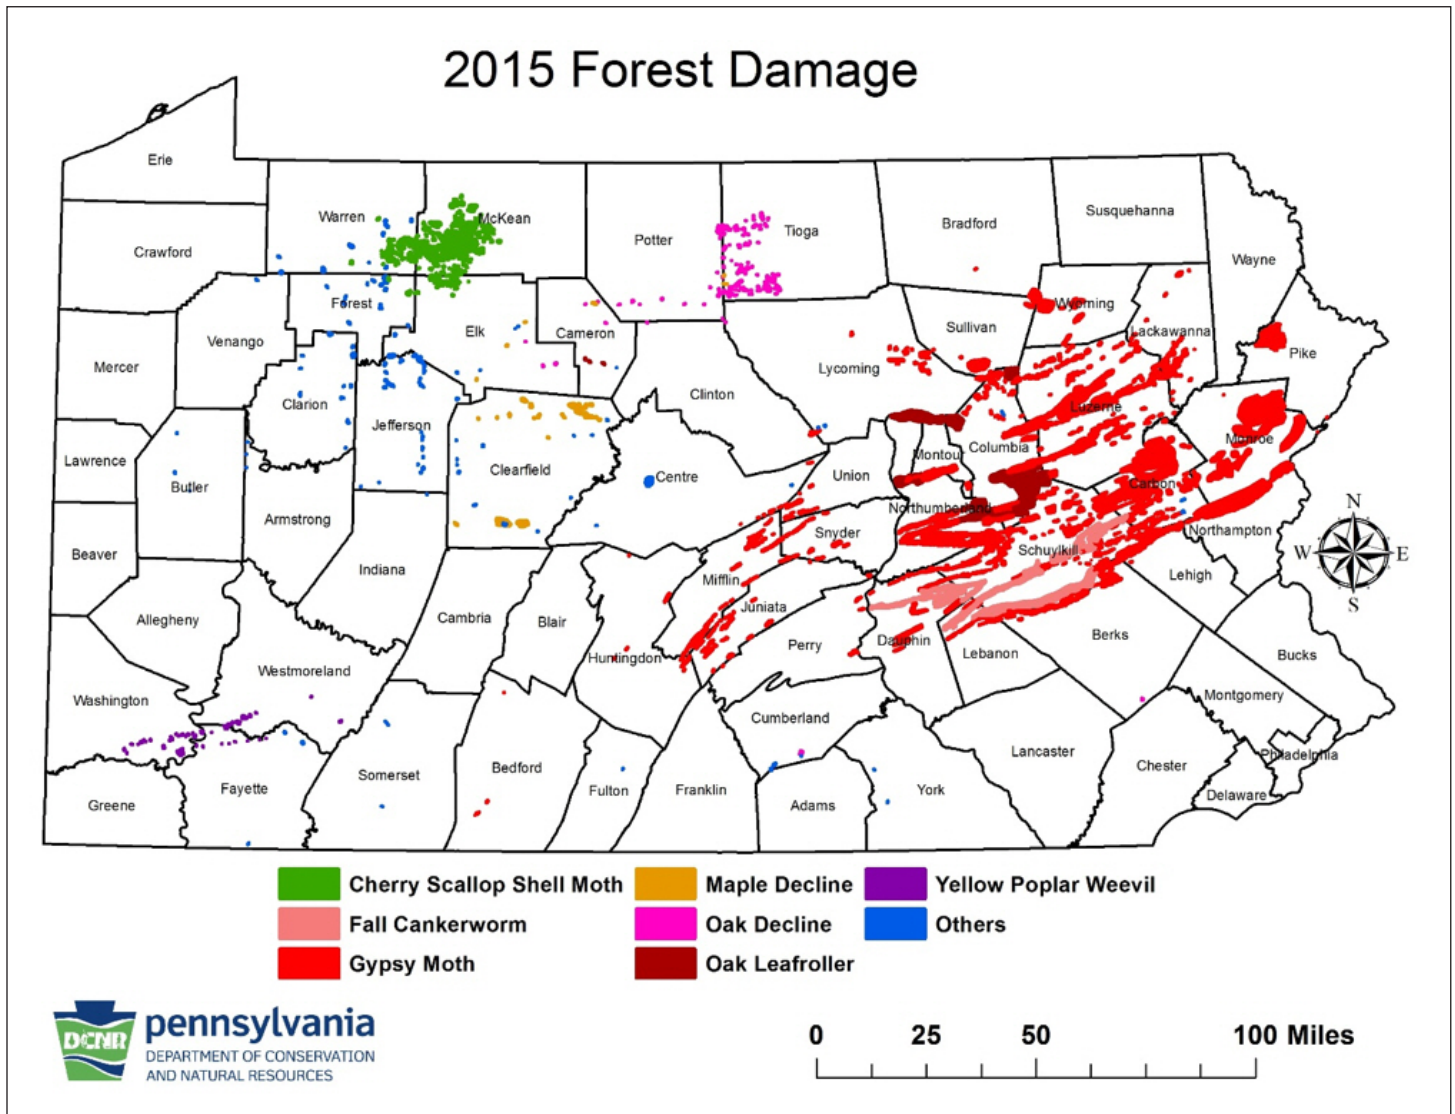 2015 Forest Damage
Erie
Warren
McKean
Crawford
Potter
Tioga
Bradford
Susquehanna
Wayne
Forest
Venango
Elk
Cameron
Sullivan
Wyoming
Lackawanna
Pike
Mercer
Clarion
Jefferson
Clinton
Lycoming
Luzerne
Monroe
Lawrence
Butler
Clearfield
Centre
Union
Montour
Columbia
Carbon
Armstrong
Northumberland
Northampton
Snyder
Schuylkill
Beaver
Indiana
Mifflin
Lehigh
Allegheny
Cambria
Blair
Juniata
Huntingdon
Perry
Dauphin
Lebanon
Berks
Bucks
Westmoreland
Washington
Cumberland
Montgomery
Lancaster
Philadelphia
Chester
Delaware
Greene
Fayette
Somerset
Bedford
Fulton
Franklin
Adams
York
N
W E
S
Cherry Scallop Shell Moth
Fall Cankerworm
Gypsy Moth
Maple Decline
Oak Decline
Oak Leafroller
Yellow Poplar Weevil
Others
DCNR
pennsylvania
DEPARTMENT OF CONSERVATION
AND NATURAL RESOURCES
0 25 50 100 Miles